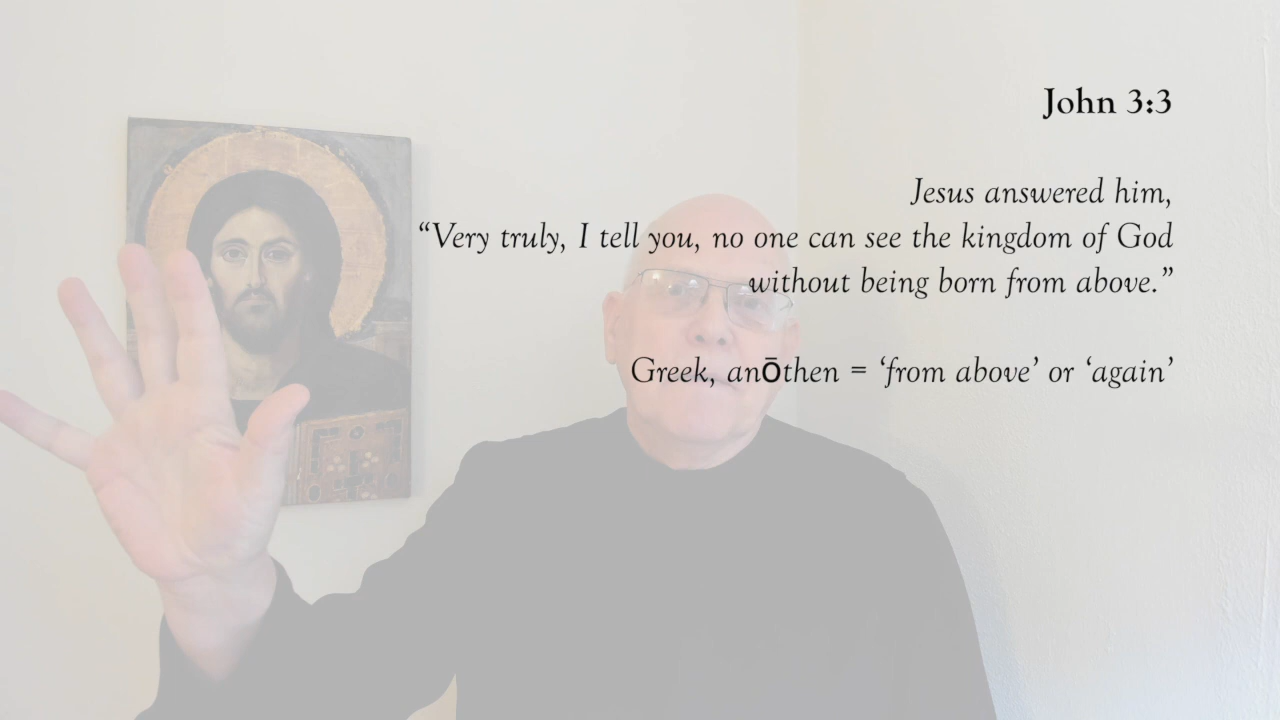 John 3:3
Jesus answered him,
“Very truly, I tell you, no one can see the kingdom of God
without being born from above.”
Greek, anōthen = ‘from above’ or ‘again’